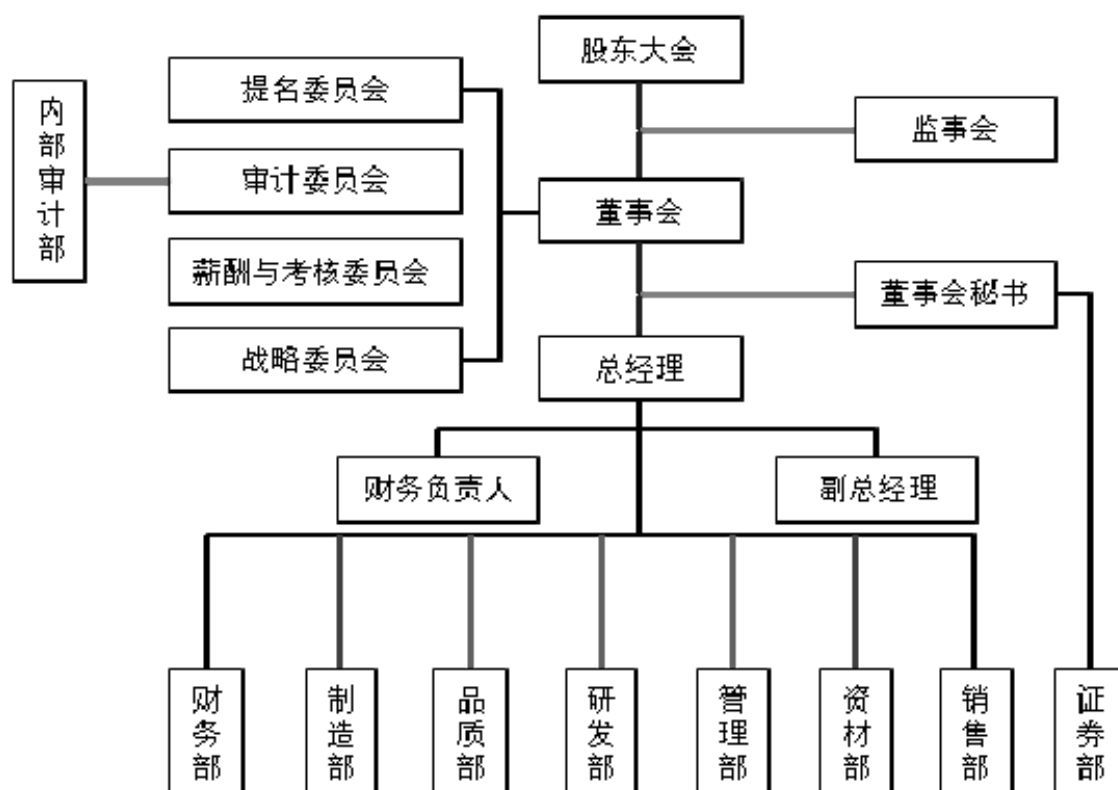 股东大会
提名委员会
内部审计部
监事会
审计委员会
董事会
薪酬与考核委员会
董事会秘书
战略委员会
总经理
财务负责人
副总经理
财务部
制造部
品质部
研发部
管理部
资材部
销售部
证券部